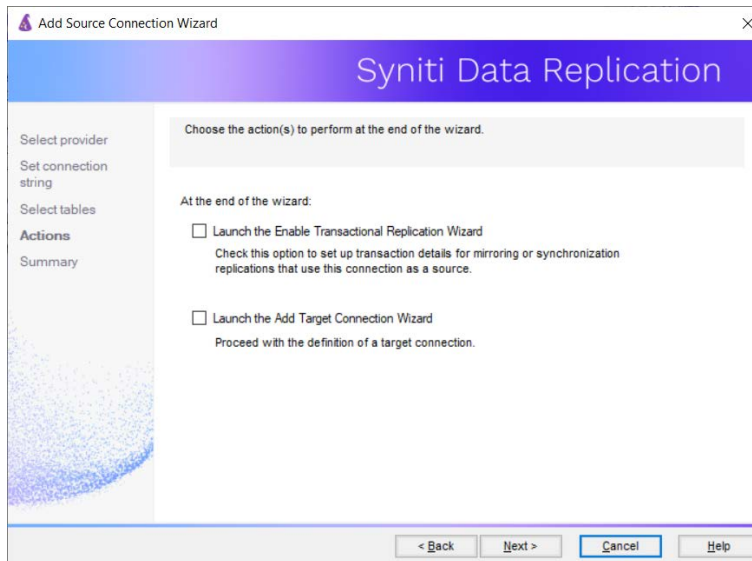 Add Source Connection Wizard
Syniti Data Replication
Select provider
Set connection
string
Select tables
Actions
Summary
Choose the action(s) to perform at the end of the wizard.
At the end of the wizard:
Launch the Enable Transactional Replication Wizard
Check this option to set up transaction details for mirroring or synchronization
replications that use this connection as a source.
Launch the Add Target Connection Wizard
Proceed with the definition of a target connection.
< Back
Next >
Cancel
Help